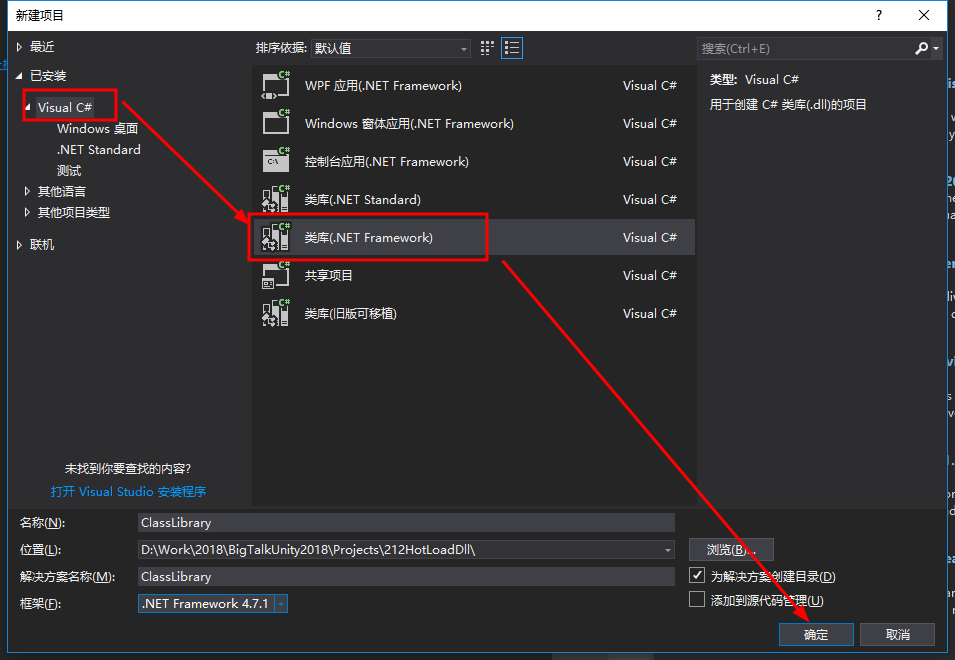 新建项目
?
最近
已安装
Visual C#
Windows 桌面
.NET Standard
测试
其他语言
其他项目类型
联机
未找到你要查找的内容?
打开 Visual Studio 安装程序
排序依据: 默认值
WPF 应用(.NET Framework) Visual C#
Windows 窗体应用(.NET Framework) Visual C#
控制台应用(.NET Framework) Visual C#
类库(.NET Standard) Visual C#
类库(.NET Framework) Visual C#
共享项目 Visual C#
类库(旧版可移植) Visual C#
搜索(Ctrl+E)
类型: Visual C#
用于创建 C# 类库(.dll)的项目
名称(N): ClassLibrary
位置(L): D:\Work\2018\BigTalkUnity2018\Projects\212HotLoadDll\
浏览(B)...
解决方案名称(M): ClassLibrary
为解决方案创建目录(D)
框架(F): .NET Framework 4.7.1
添加到源代码管理(U)
确定 取消